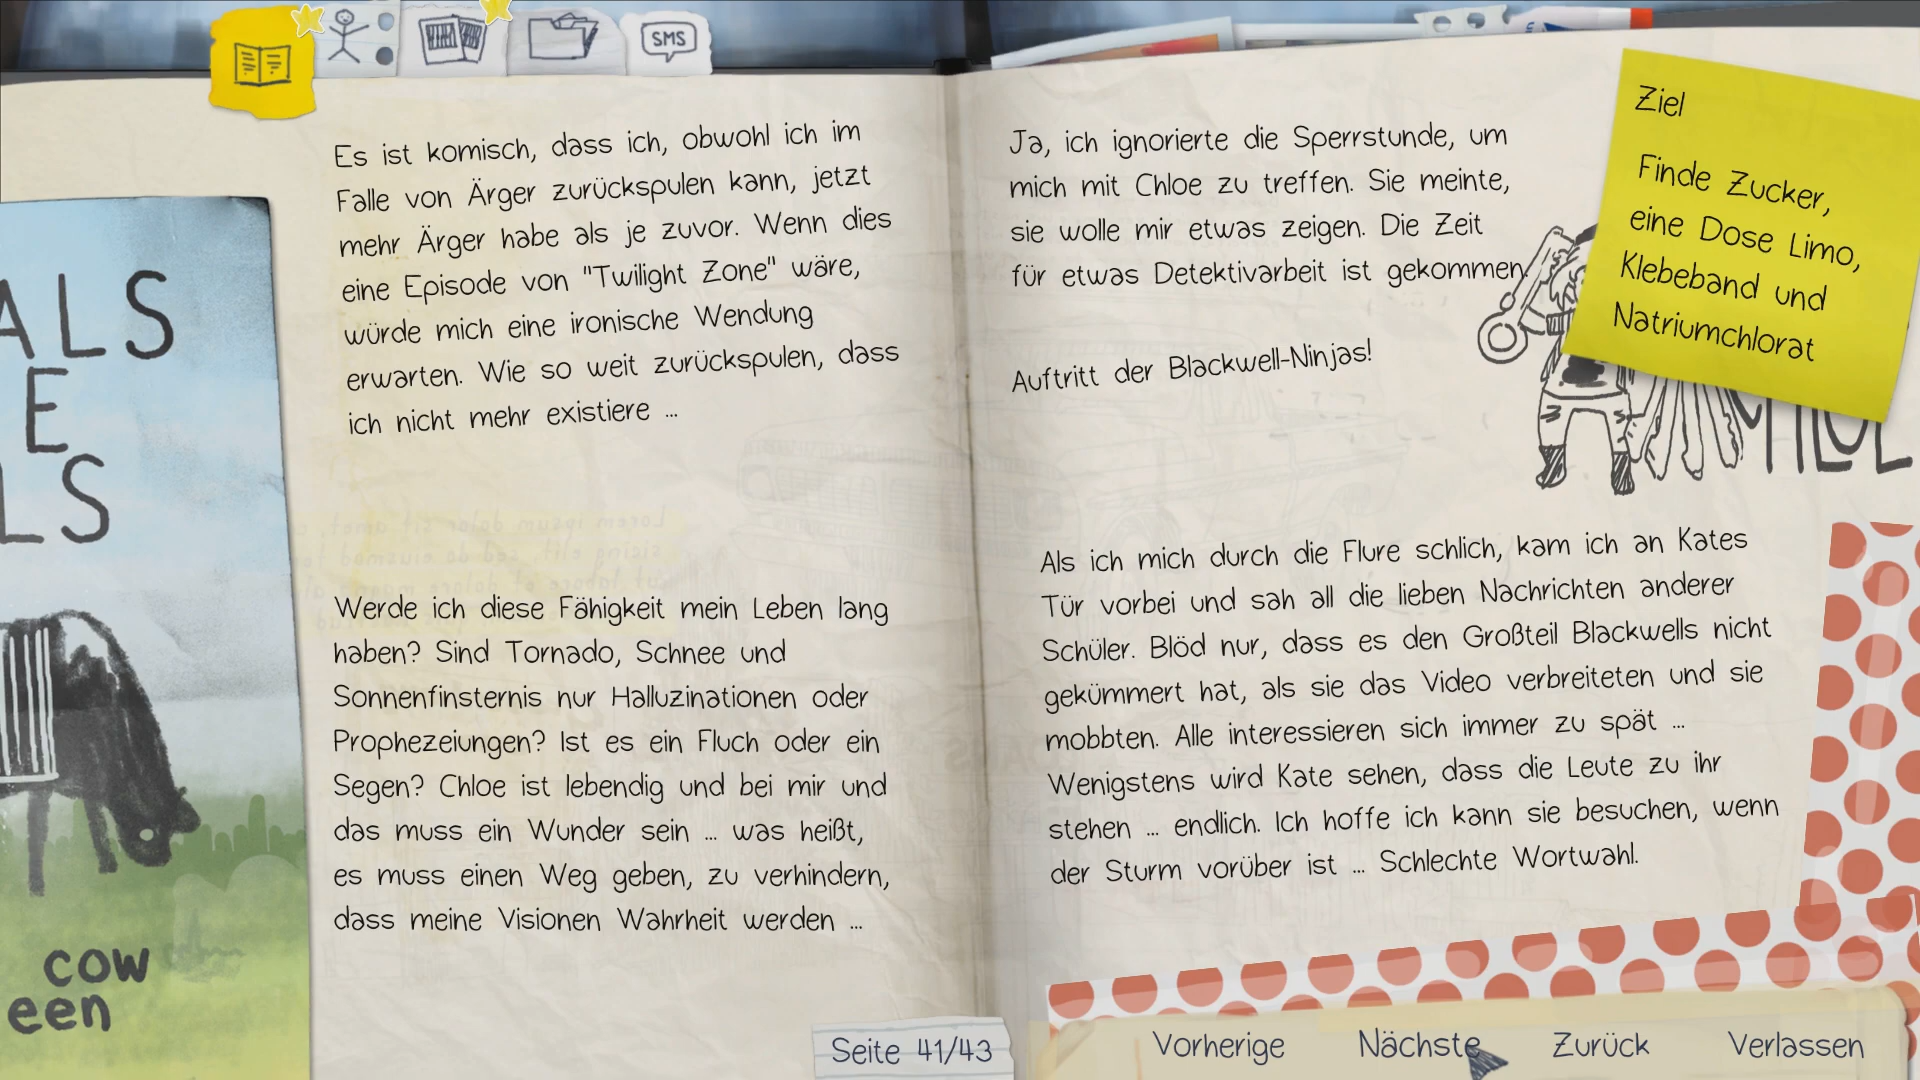 SMS
Es ist komisch, dass ich, obwohl ich im
Falle von Ärger zurückspulen kann, jetzt
mehr Ärger habe als je zuvor. Wenn dies
eine Episode von "Twilight Zone" wäre,
würde mich eine ironische Wendung
erwarten. Wie so weit zurückspulen, dass
ich nicht mehr existiere ...
Werde ich diese Fähigkeit mein Leben lang
haben? Sind Tornado, Schnee und
Sonnenfinsternis nur Halluzinationen oder
Prophezeiungen? Ist es ein Fluch oder ein
Segen? Chloe ist lebendig und bei mir und
das muss ein Wunder sein ... was heißt,
es muss einen Weg geben, zu verhindern,
dass meine Visionen Wahrheit werden ...
ALS
E
LS
cow
een
Ja, ich ignorierte die Sperrstunde, um
mich mit Chloe zu treffen. Sie meinte,
sie wolle mir etwas zeigen. Die Zeit
für etwas Detektivarbeit ist gekommen.
Auftritt der Blackwell-Ninjas!
Als ich mich durch die Flure schlich, kam ich an Kates
Tür vorbei und sah all die lieben Nachrichten anderer
Schüler. Blöd nur, dass es den Großteil Blackwells nicht
gekümmert hat, als sie das Video verbreiteten und sie
mobbten. Alle interessieren sich immer zu spät ...
Wenigstens wird Kate sehen, dass die Leute zu ihr
stehen ... endlich. Ich hoffe ich kann sie besuchen, wenn
der Sturm vorüber ist ... Schlechte Wortwahl.
Ziel
Finde Zucker,
eine Dose Limo,
Klebeband und
Natriumchlorat
Seite 41/43
Vorherige
Nächste
Zurück
Verlassen